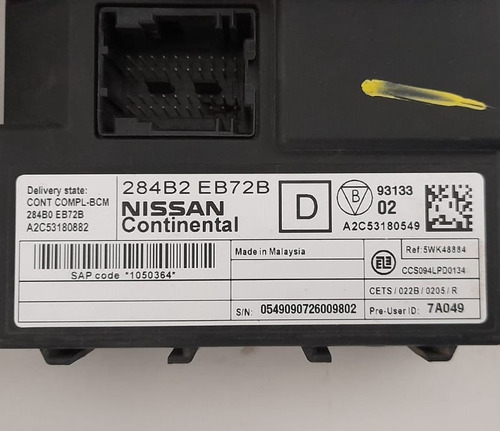 Delivery state:
CONT COMPL-BCM
284B0 EB72B
A2C53180882
284B2 EB72B
NISSAN
Continental
D
B
93133
02
A2C53180549
SAP code *1050364*
Made in Malaysia
Ref: 5WK48884
CCS094LPD0134
CETS / 022B / 0205 / R
S/N: 0549090726009802
Pre-User ID: 7A049